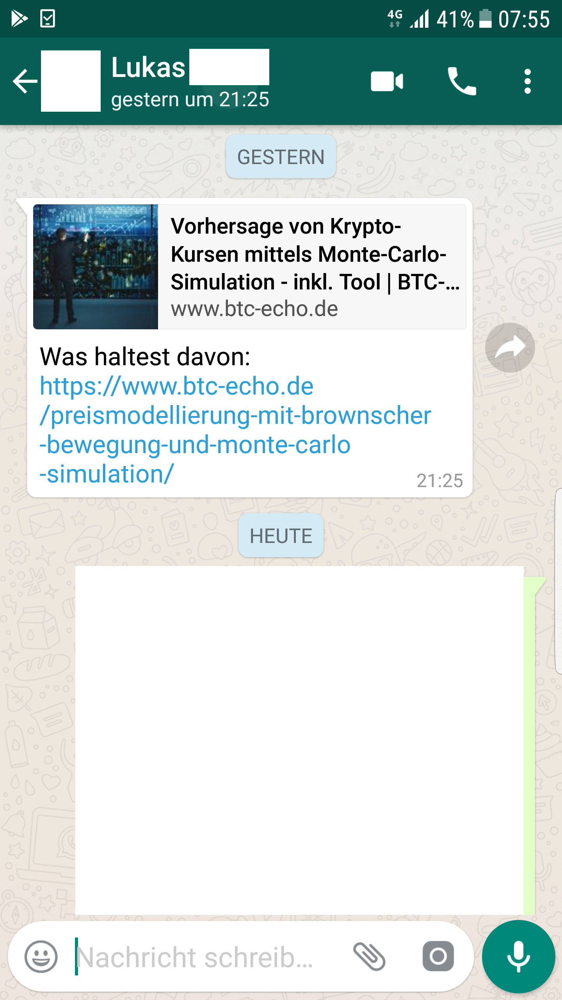 4G 41% 07:55
Lukas
gestern um 21:25
GESTERN
Vorhersage von Krypto-
Kursen mittels Monte-Carlo-
Simulation - inkl. Tool | BTC-...
www.btc-echo.de
Was haltest davon:
https://www.btc-echo.de
/preismodellierung-mit-brownscher
-bewegung-und-monte-carlo
-simulation/
21:25
HEUTE
Nachricht schreib...